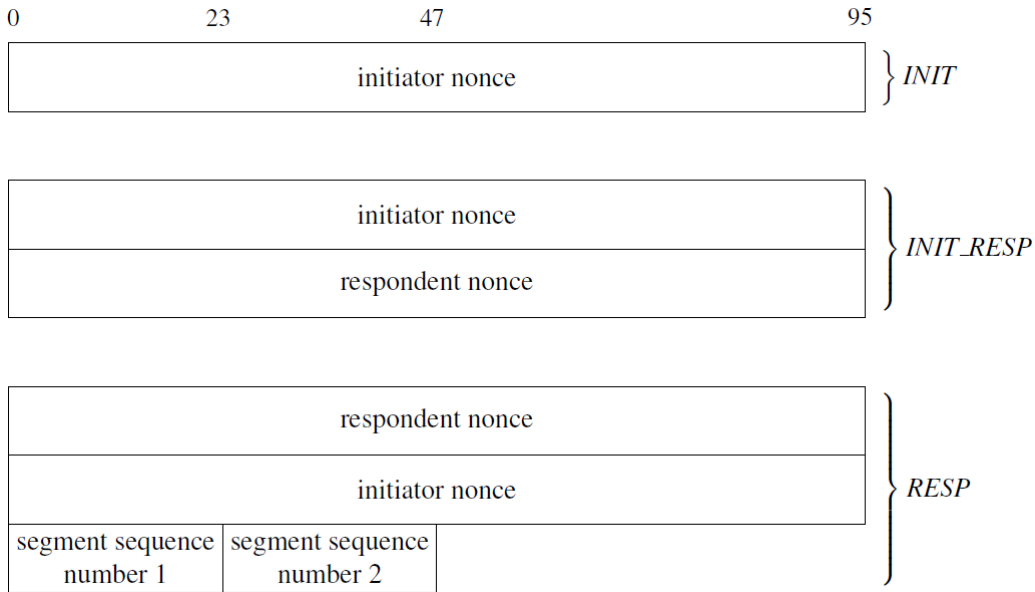 0 23 47 95
initiator nonce INIT
initiator nonce
INIT_RESP
respondent nonce
respondent nonce
initiator nonce RESP
segment sequence segment sequence
number 1 number 2